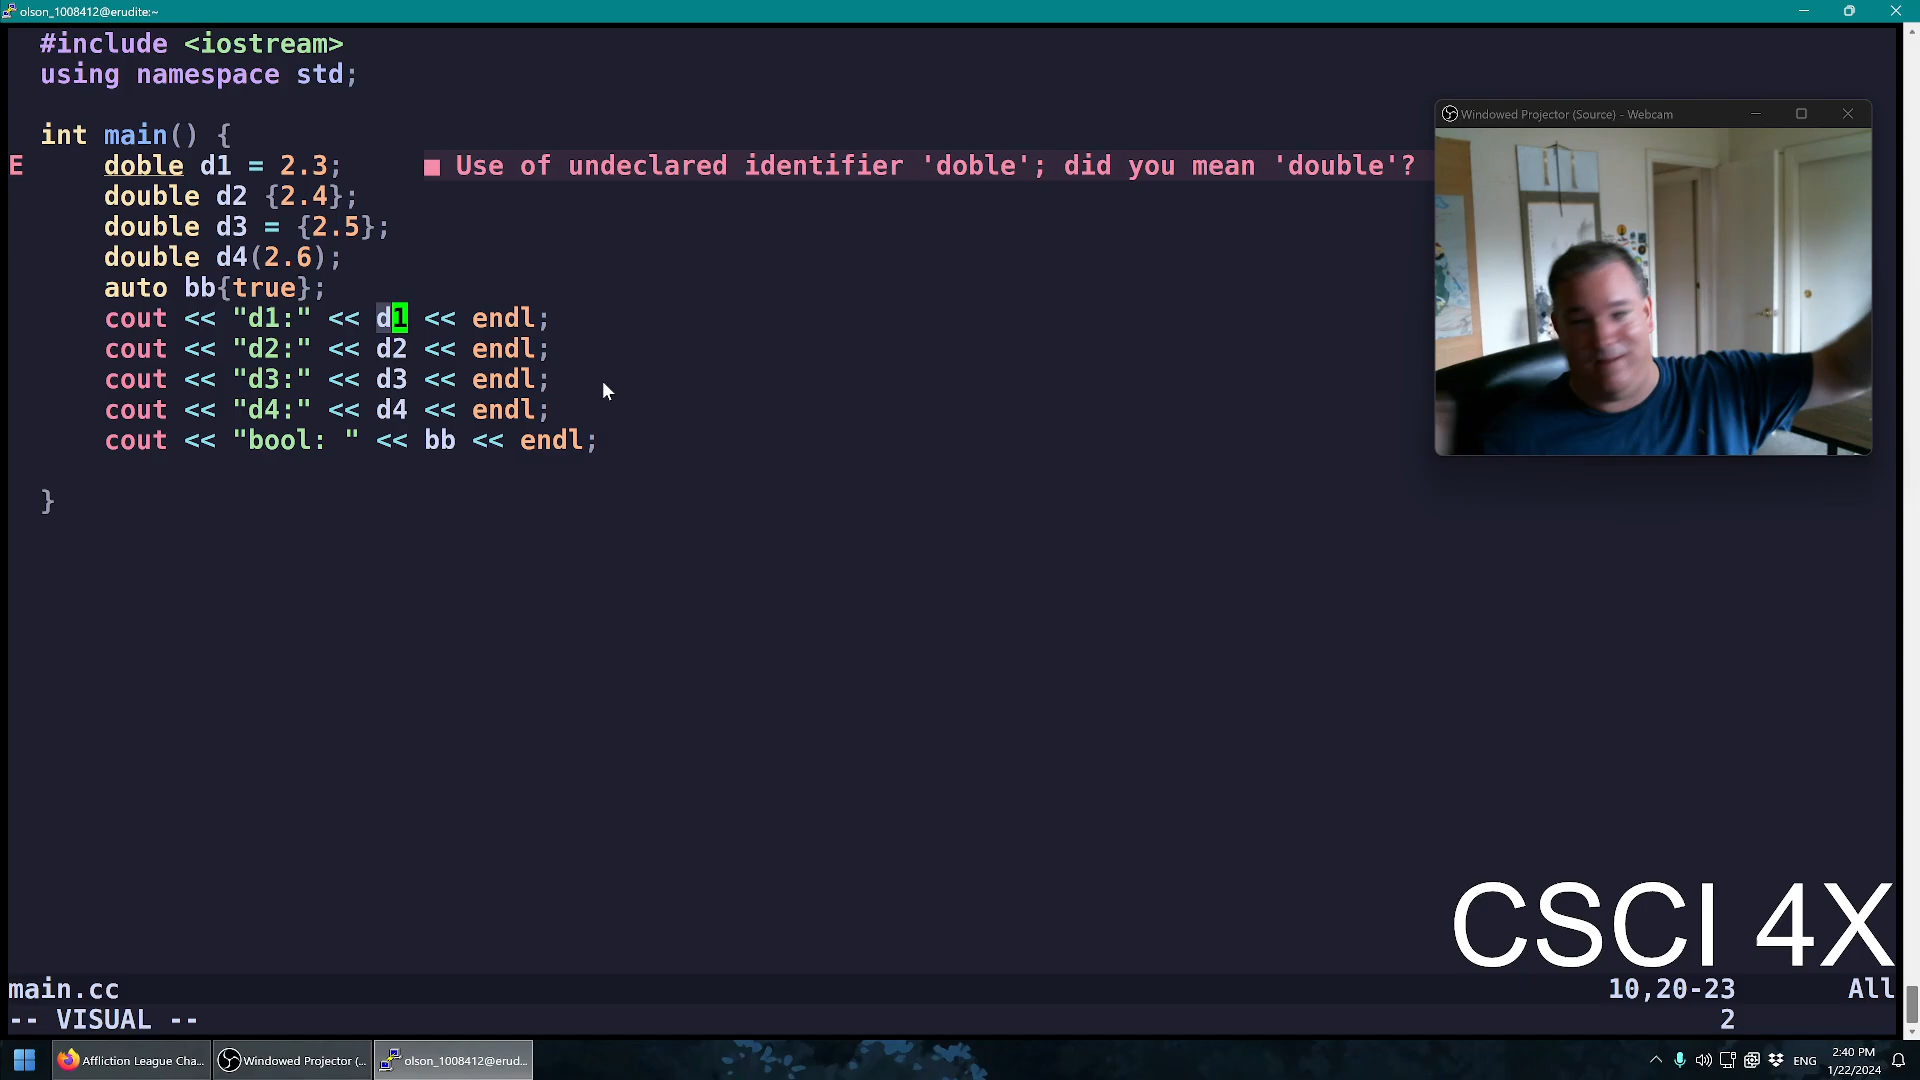 olson_1008412@erudite:~
#include <iostream>
using namespace std;
int main() {
E doble d1 = 2.3; ■ Use of undeclared identifier 'doble'; did you mean 'double'?
double d2 {2.4};
double d3 = {2.5};
double d4(2.6);
auto bb{true};
cout << "d1:" << d1 << endl;
cout << "d2:" << d2 << endl;
cout << "d3:" << d3 << endl;
cout << "d4:" << d4 << endl;
cout << "bool: " << bb << endl;
}
Windowed Projector (Source) - Webcam
CSCI 4X
main.cc 10,20-23 All
-- VISUAL -- 2
Affliction League Cha... Windowed Projector (... olson_1008412@erud... ENG 2:40 PM
1/22/2024